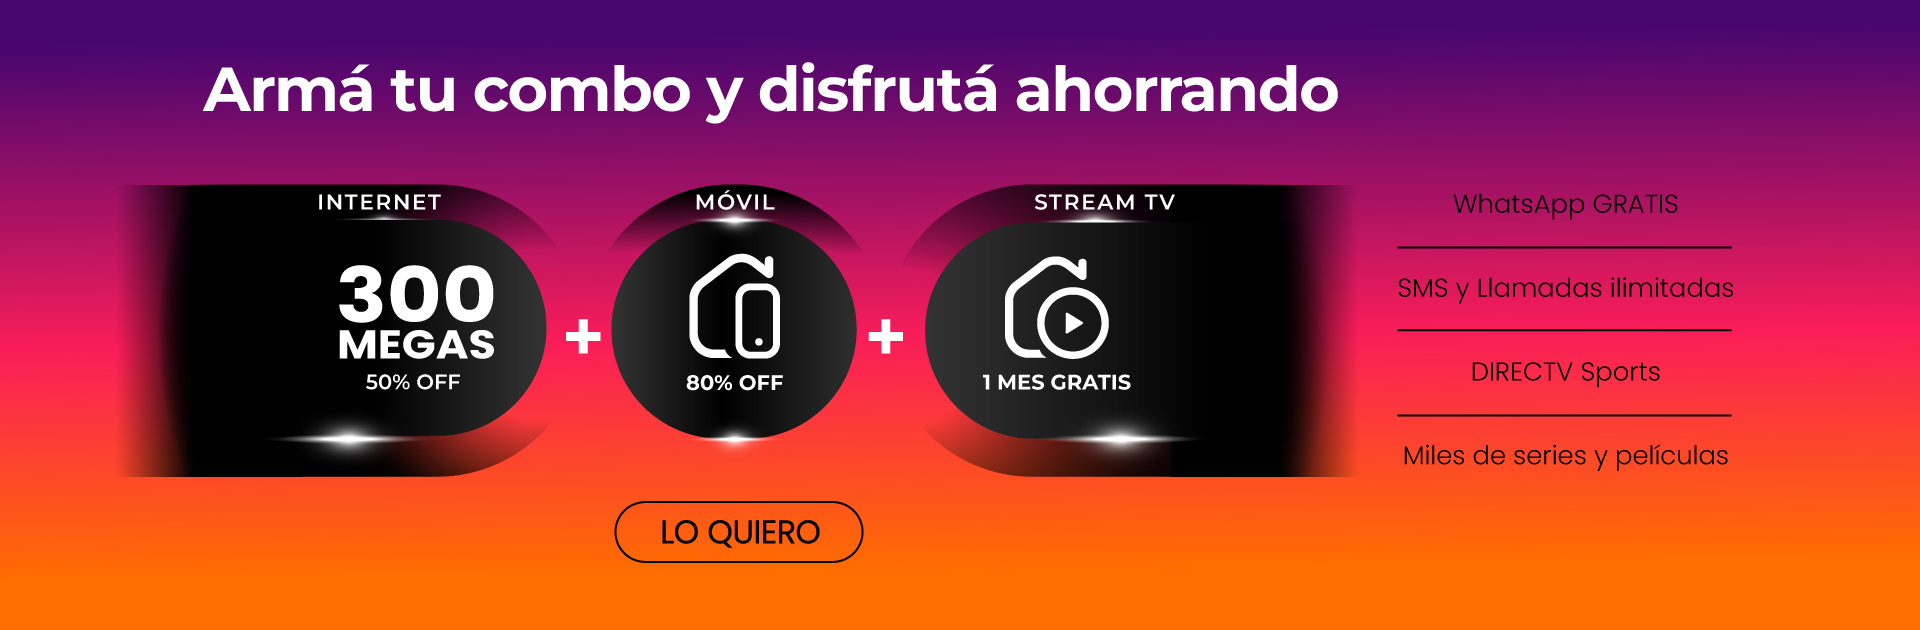 Armá tu combo y disfrutá ahorrando
INTERNET
300
MEGAS
50% OFF
+
MÓVIL
80% OFF
+
STREAM TV
1 MES GRATIS
WhatsApp GRATIS
SMS y Llamadas ilimitadas
DIRECTV Sports
Miles de series y películas
LO QUIERO